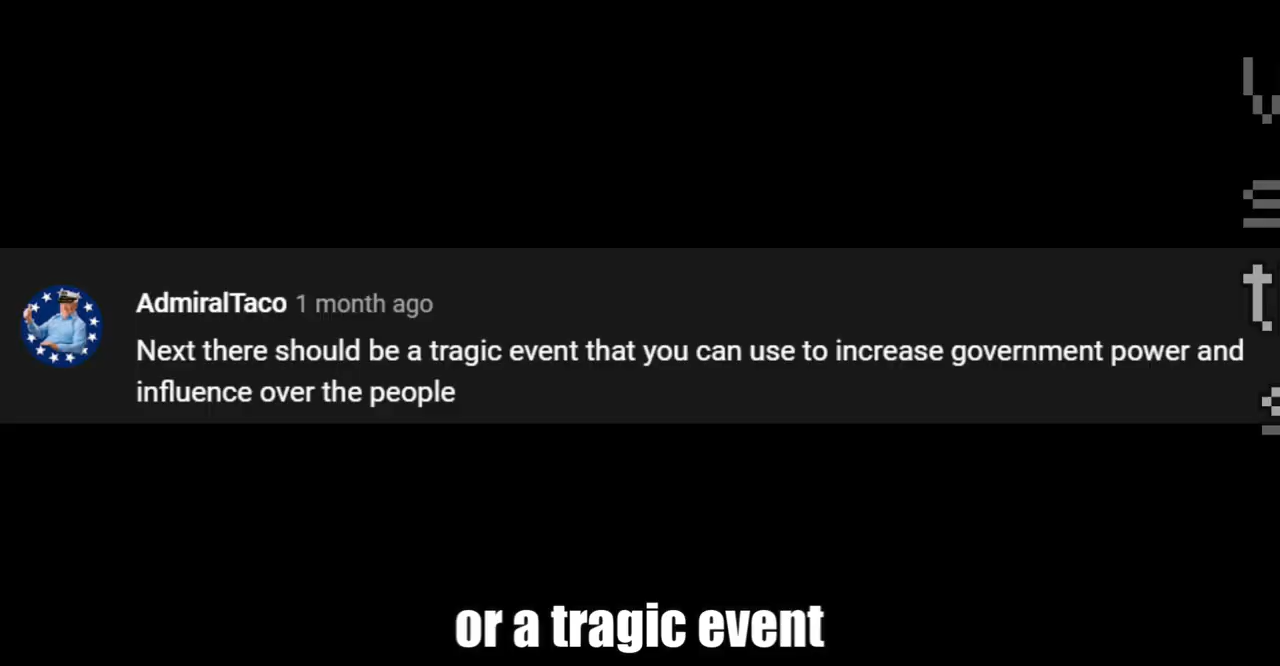 AdmiralTaco 1 month ago
Next there should be a tragic event that you can use to increase government power and
influence over the people
or a tragic event